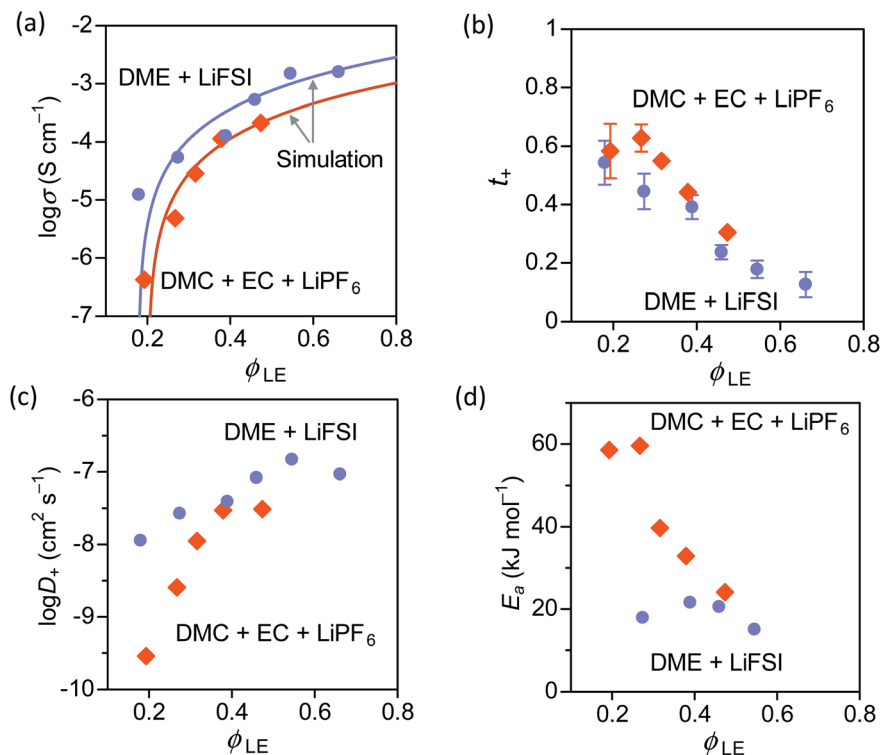 (a)
-2
-3
-4
-5
-6
-7
logσ (S cm⁻¹)
DME + LiFSI
Simulation
DMC + EC + LiPF₆
0.2 0.4 0.6 0.8
ϕLE
(b)
1
0.8
0.6
0.4
0.2
0
t₊
DMC + EC + LiPF₆
DME + LiFSI
0 0.2 0.4 0.6 0.8
ϕLE
(c)
-6
-7
-8
-9
-10
logD₊ (cm² s⁻¹)
DME + LiFSI
DMC + EC + LiPF₆
0.2 0.4 0.6 0.8
ϕLE
(d)
60
40
20
0
Eₐ (kJ mol⁻¹)
DMC + EC + LiPF₆
DME + LiFSI
0.2 0.4 0.6 0.8
ϕLE